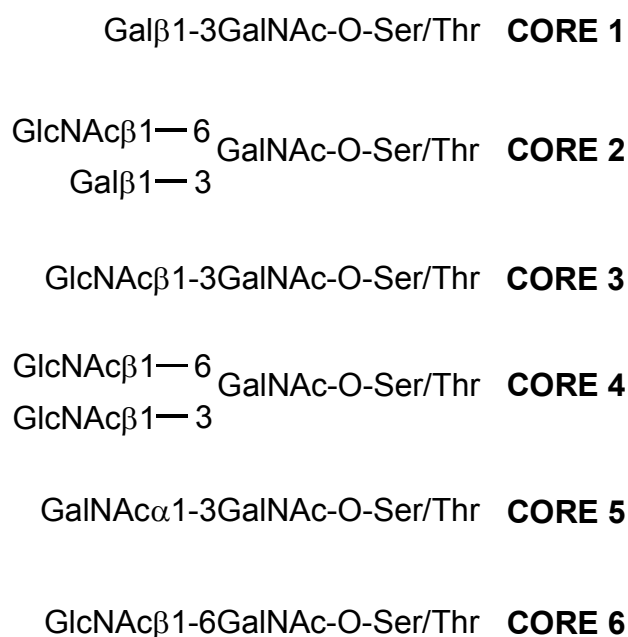 Galβ1-3GalNAc-O-Ser/Thr CORE 1
GlcNAcβ1— 6
GalNAc-O-Ser/Thr CORE 2
Galβ1— 3
GlcNAcβ1-3GalNAc-O-Ser/Thr CORE 3
GlcNAcβ1— 6
GalNAc-O-Ser/Thr CORE 4
GlcNAcβ1— 3
GalNAcα1-3GalNAc-O-Ser/Thr CORE 5
GlcNAcβ1-6GalNAc-O-Ser/Thr CORE 6